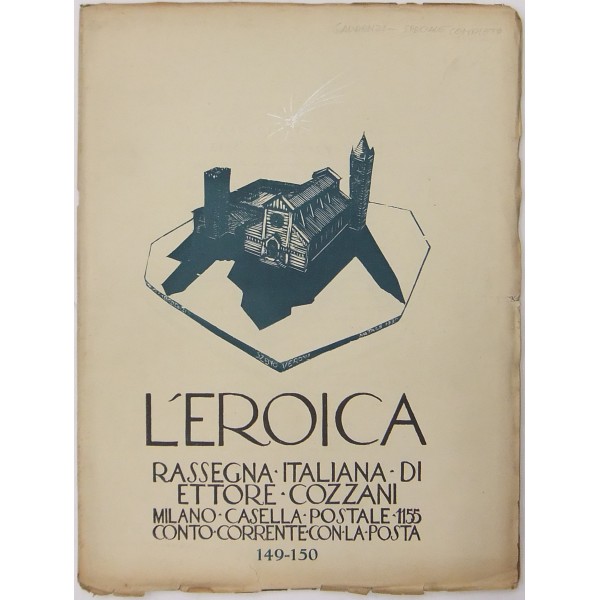 L'EROICA
RASSEGNA · ITALIANA · DI
ETTORE · COZZANI
MILANO · CASELLA · POSTALE · 1155
CONTO · CORRENTE · CON · LA · POSTA
149-150